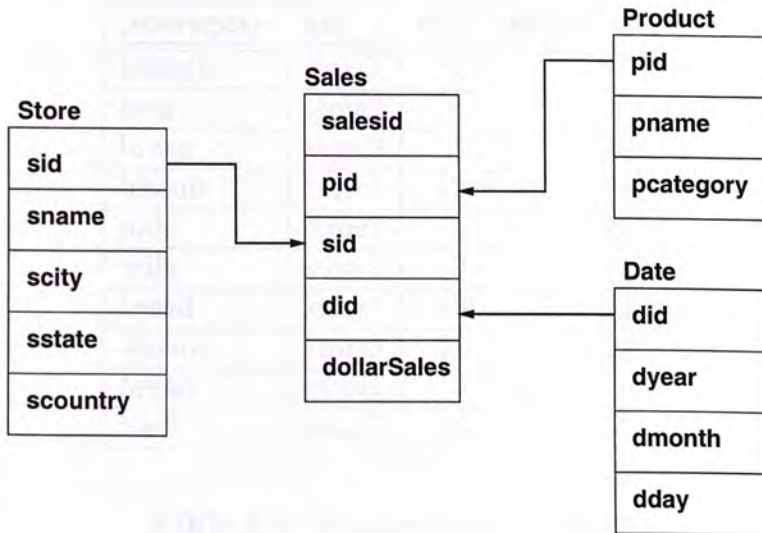 Store
sid
sname
scity
sstate
scountry
Sales
salesid
pid
sid
did
dollarSales
Product
pid
pname
pcategory
Date
did
dyear
dmonth
dday